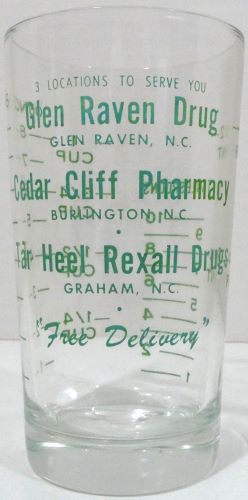 3 LOCATIONS TO SERVE YOU
Glen Raven Drug
GLEN RAVEN, N.C.
Cedar Cliff Pharmacy
BURLINGTON, N.C.
Tar Heel Rexall Drugs
GRAHAM, N.C.
"Free Delivery"